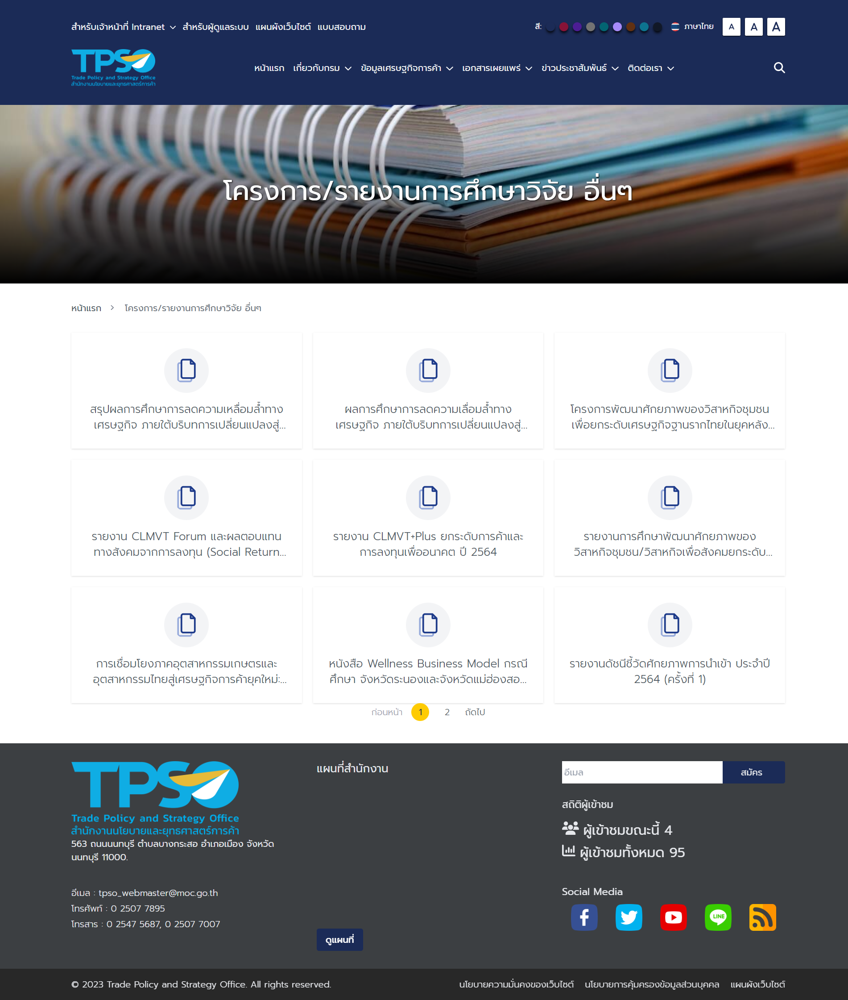 สำหรับเจ้าหน้าที่ Intranet สำหรับผู้ดูแลระบบ แผนผังเว็บไซต์ แบบสอบถาม
สี: ภาษาไทย A A A
TPSO
Trade Policy and Strategy Office
สำนักงานนโยบายและยุทธศาสตร์การค้า
หน้าแรก เกี่ยวกับกรม ข้อมูลเศรษฐกิจการค้า เอกสารเผยแพร่ ข่าวประชาสัมพันธ์ ติดต่อเรา
โครงการ/รายงานการศึกษาวิจัย อื่นๆ
หน้าแรก > โครงการ/รายงานการศึกษาวิจัย อื่นๆ
สรุปผลการศึกษาการลดความเหลื่อมล้ำทาง
เศรษฐกิจ ภายใต้บริบทการเปลี่ยนแปลงสู่...
ผลการศึกษาการลดความเลื่อมล้ำทาง
เศรษฐกิจ ภายใต้บริบทการเปลี่ยนแปลงสู่...
โครงการพัฒนาศักยภาพของวิสาหกิจชุมชน
เพื่อยกระดับเศรษฐกิจฐานรากไทยในยุคหลัง...
รายงาน CLMVT Forum และผลตอบแทน
ทางสังคมจากการลงทุน (Social Return...
รายงาน CLMVT+Plus ยกระดับการค้าและ
การลงทุนเพื่ออนาคต ปี 2564
รายงานการศึกษาพัฒนาศักยภาพของ
วิสาหกิจชุมชน/วิสาหกิจเพื่อสังคมยกระดับ...
การเชื่อมโยงภาคอุตสาหกรรมเกษตรและ
อุตสาหกรรมไทยสู่เศรษฐกิจการค้ายุคใหม่:...
หนังสือ Wellness Business Model กรณี
ศึกษา จังหวัดระนองและจังหวัดแม่ฮ่องสอ...
รายงานดัชนีชี้วัดศักยภาพการนำเข้า ประจำปี
2564 (ครั้งที่ 1)
ก่อนหน้า 1 2 ถัดไป
TPSO
Trade Policy and Strategy Office
สำนักงานนโยบายและยุทธศาสตร์การค้า
563 ถนนนนทบุรี ตำบลบางกระสอ อำเภอเมือง จังหวัด
นนทบุรี 11000.
อีเมล : tpso_webmaster@moc.go.th
โทรศัพท์ : 0 2507 7895
โทรสาร : 0 2547 5687, 0 2507 7007
แผนที่สำนักงาน
ดูแผนที่
อีเมล สมัคร
สถิติผู้เข้าชม
ผู้เข้าชมขณะนี้ 4
ผู้เข้าชมทั้งหมด 95
Social Media
LINE
© 2023 Trade Policy and Strategy Office. All rights reserved.
นโยบายความมั่นคงของเว็บไซต์ นโยบายการคุ้มครองข้อมูลส่วนบุคคล แผนผังเว็บไซต์